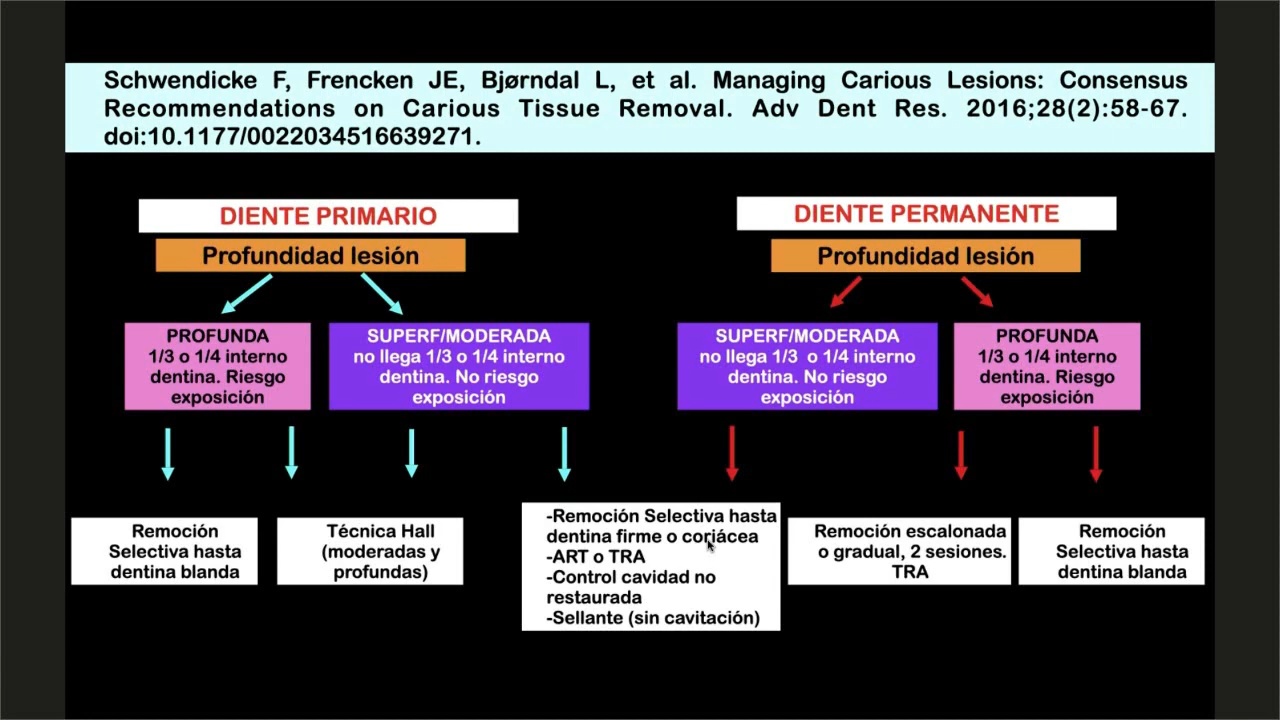 Schwendicke F, Frencken JE, Bjørndal L, et al. Managing Carious Lesions: Consensus
Recommendations on Carious Tissue Removal. Adv Dent Res. 2016;28(2):58-67.
doi:10.1177/0022034516639271.
DIENTE PRIMARIO
Profundidad lesión
PROFUNDA
1/3 o 1/4 interno
dentina. Riesgo
exposición
SUPERF/MODERADA
no llega 1/3 o 1/4 interno
dentina. No riesgo
exposición
Remoción
Selectiva hasta
dentina blanda
Técnica Hall
(moderadas y
profundas)
-Remoción Selectiva hasta
dentina firme o coriácea
-ART o TRA
-Control cavidad no
restaurada
-Sellante (sin cavitación)
DIENTE PERMANENTE
Profundidad lesión
SUPERF/MODERADA
no llega 1/3 o 1/4 interno
dentina. No riesgo
exposición
PROFUNDA
1/3 o 1/4 interno
dentina. Riesgo
exposición
Remoción escalonada
o gradual, 2 sesiones.
TRA
Remoción
Selectiva hasta
dentina blanda